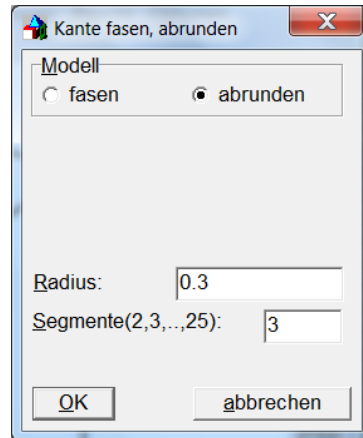 Kante fasen, abrunden
Modell
fasen abrunden
Radius: 0.3
Segmente(2,3,..,25): 3
OK abbrechen